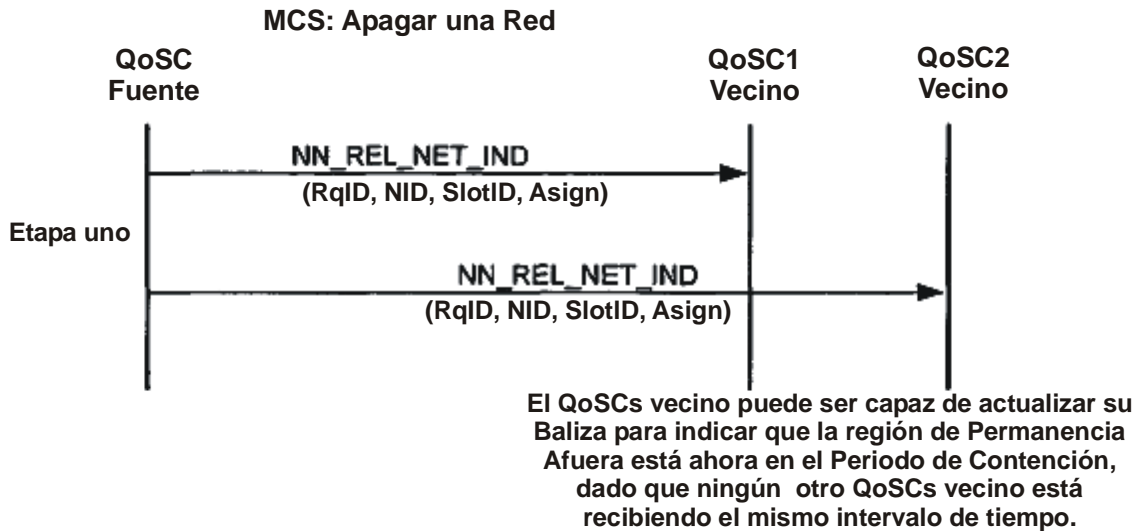 MCS: Apagar una Red
QoSC
Fuente
QoSC1
Vecino
QoSC2
Vecino
NN_REL_NET_IND
(RqID, NID, SlotID, Asign)
Etapa uno
NN_REL_NET_IND
(RqID, NID, SlotID, Asign)
El QoSCs vecino puede ser capaz de actualizar su
Baliza para indicar que la región de Permanencia
Afuera está ahora en el Periodo de Contención,
dado que ningún otro QoSCs vecino está
recibiendo el mismo intervalo de tiempo.